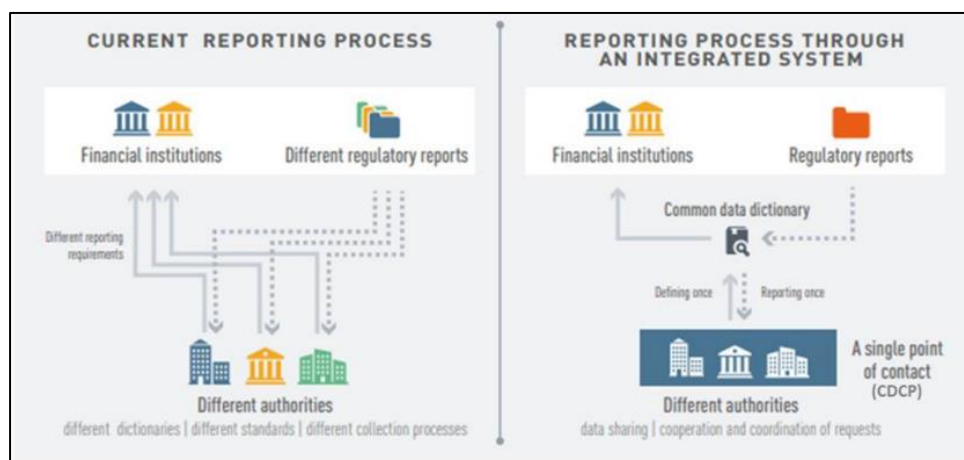 CURRENT REPORTING PROCESS
Financial institutions
Different regulatory reports
Different reporting
requirements
Different authorities
different dictionaries | different standards | different collection processes
REPORTING PROCESS THROUGH
AN INTEGRATED SYSTEM
Financial institutions
Regulatory reports
Common data dictionary
Defining once
Reporting once
A single point
of contact
(CDCP)
Different authorities
data sharing | cooperation and coordination of requests